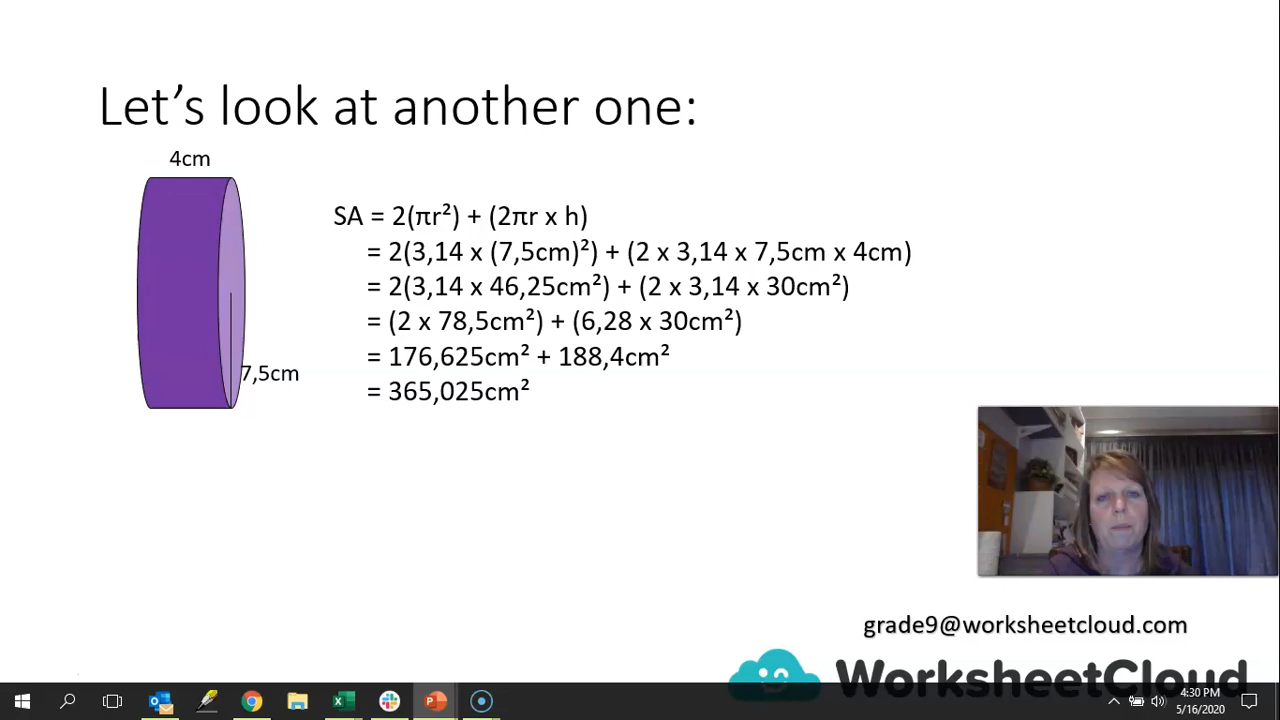 Let's look at another one:
4cm
7,5cm
SA = 2(πr²) + (2πr x h)
= 2(3,14 x (7,5cm)²) + (2 x 3,14 x 7,5cm x 4cm)
= 2(3,14 x 46,25cm²) + (2 x 3,14 x 30cm²)
= (2 x 78,5cm²) + (6,28 x 30cm²)
= 176,625cm² + 188,4cm²
= 365,025cm²
grade9@worksheetcloud.com
WorksheetCloud
4:30 PM
5/16/2020